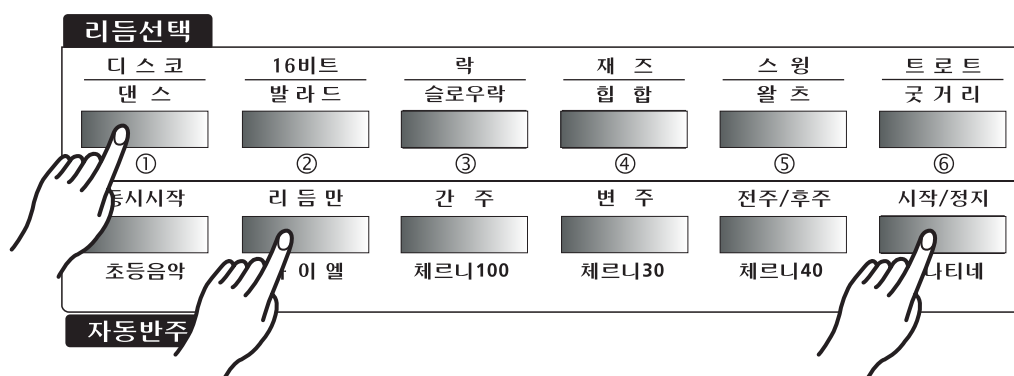 리듬선택
디스코 16비트 락 재즈 스윙 트로트
댄스 발라드 슬로우락 힙합 왈츠 굿거리
① ② ③ ④ ⑤ ⑥
리듬만 간주 변주 전주/후주 시작/정지
초등음악 체르니100 체르니30 체르니40
자동반주